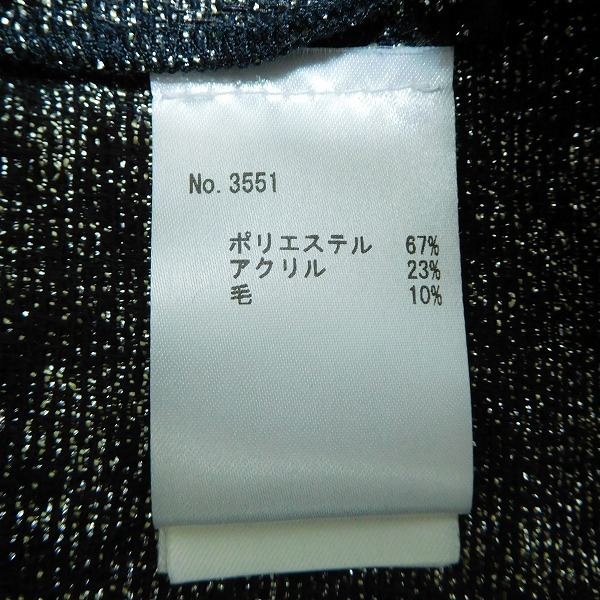 No. 3551
ポリエステル 67%
アクリル 23%
毛 10%